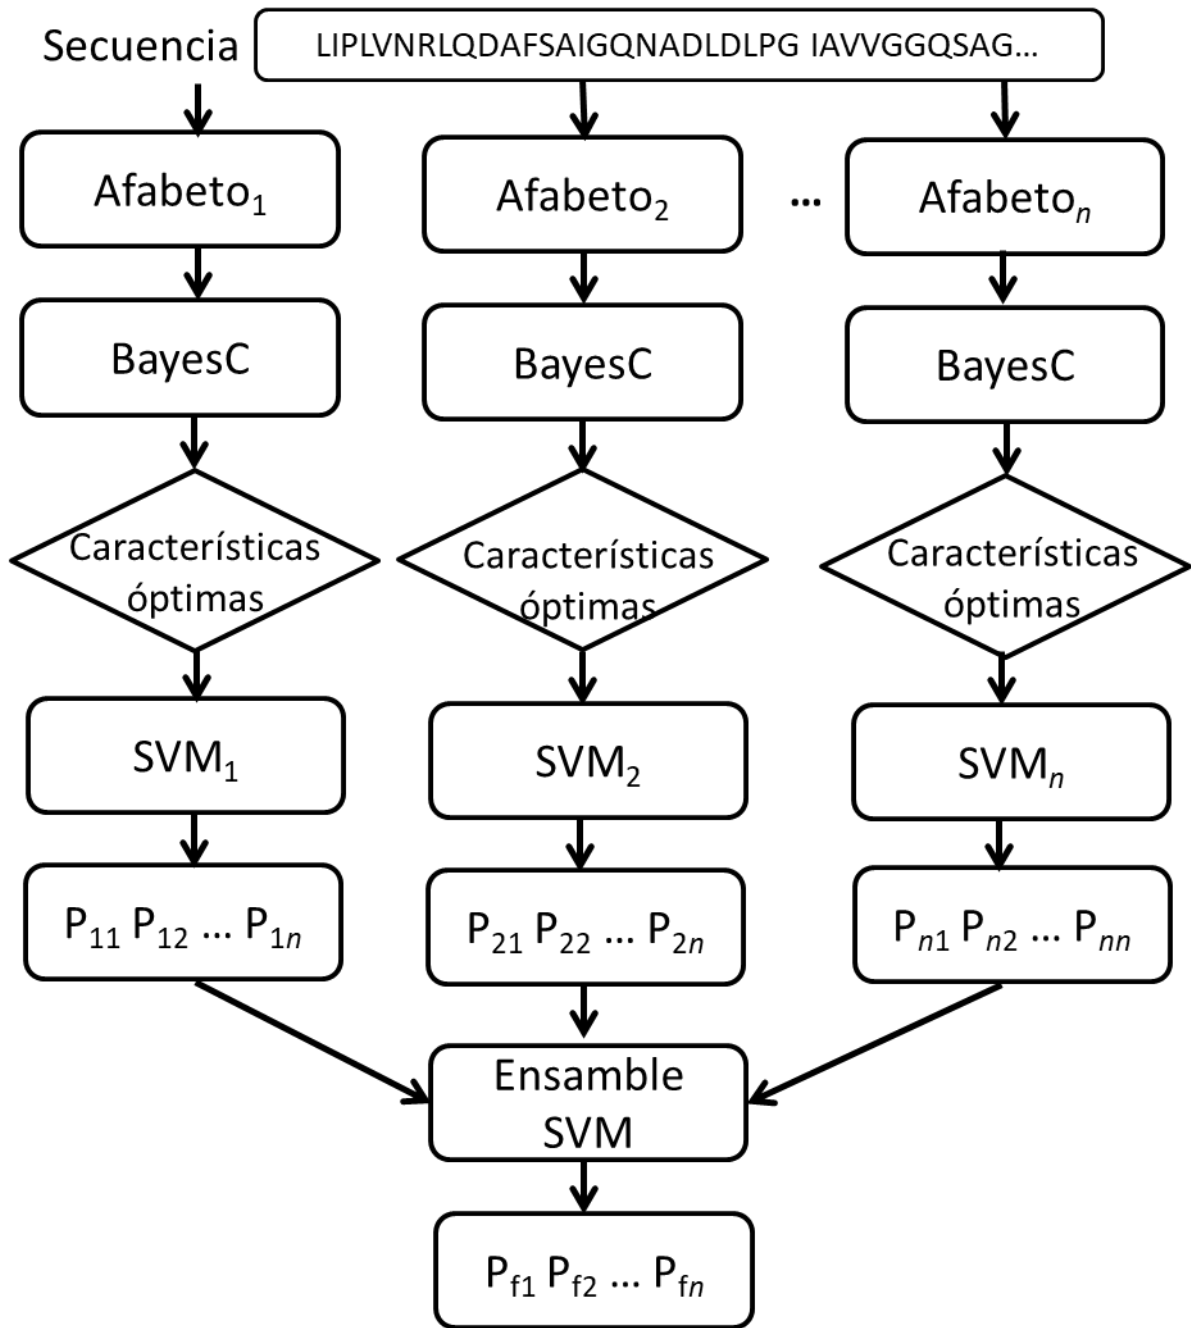 Secuencia LIPLVNRLQDAFSAIGQNADLDLPG IAVVGGQSAG...
Afabeto1 Afabeto2 ... Afabeton
BayesC BayesC BayesC
Características Características Características
óptimas óptimas óptimas
SVM1 SVM2 SVMn
P11 P12 ... P1n P21 P22 ... P2n Pn1 Pn2 ... Pnn
Ensamble
SVM
Pf1 Pf2 ... Pfn